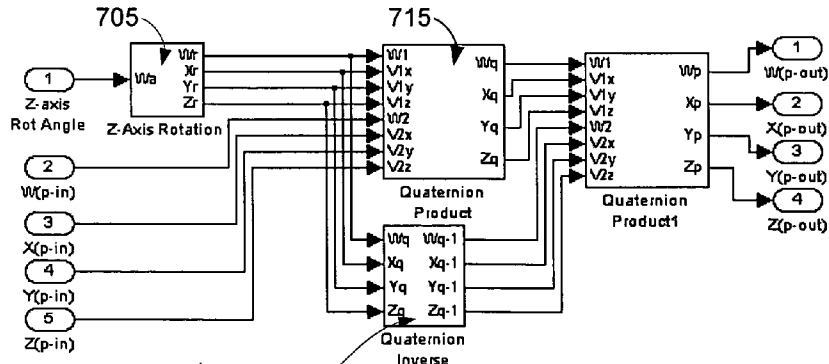 705
715
1
Z-axis
Rot Angle
2
W(p-in)
3
X(p-in)
4
Y(p-in)
5
Z(p-in)
Wa
Wr
Xr
Yr
Zr
Z-Axis Rotation
W1
V1x
V1y
V1z
W2
V2x
V2y
V2z
Wq
Xq
Yq
Zq
Quaternion
Product
Wq
Xq
Yq
Zq
Wq-1
Xq-1
Yq-1
Zq-1
Quaternion
Inverse
W1
V1x
V1y
V1z
W2
V2x
V2y
V2z
Wp
Xp
Yp
Zp
Quaternion
Product1
1
W(p-out)
2
X(p-out)
3
Y(p-out)
4
Z(p-out)